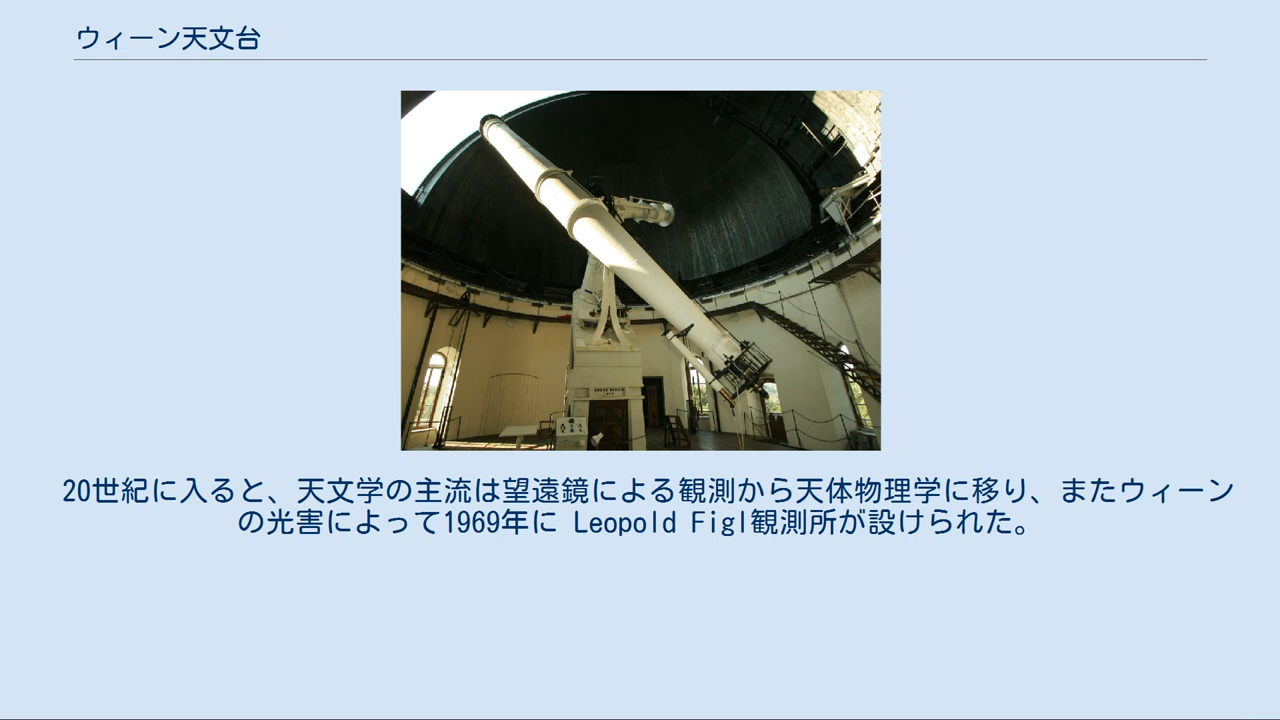 ウィーン天文台
20世紀に入ると、天文学の主流は望遠鏡による観測から天体物理学に移り、またウィーン
の光害によって1969年に Leopold Figl観測所が設けられた。